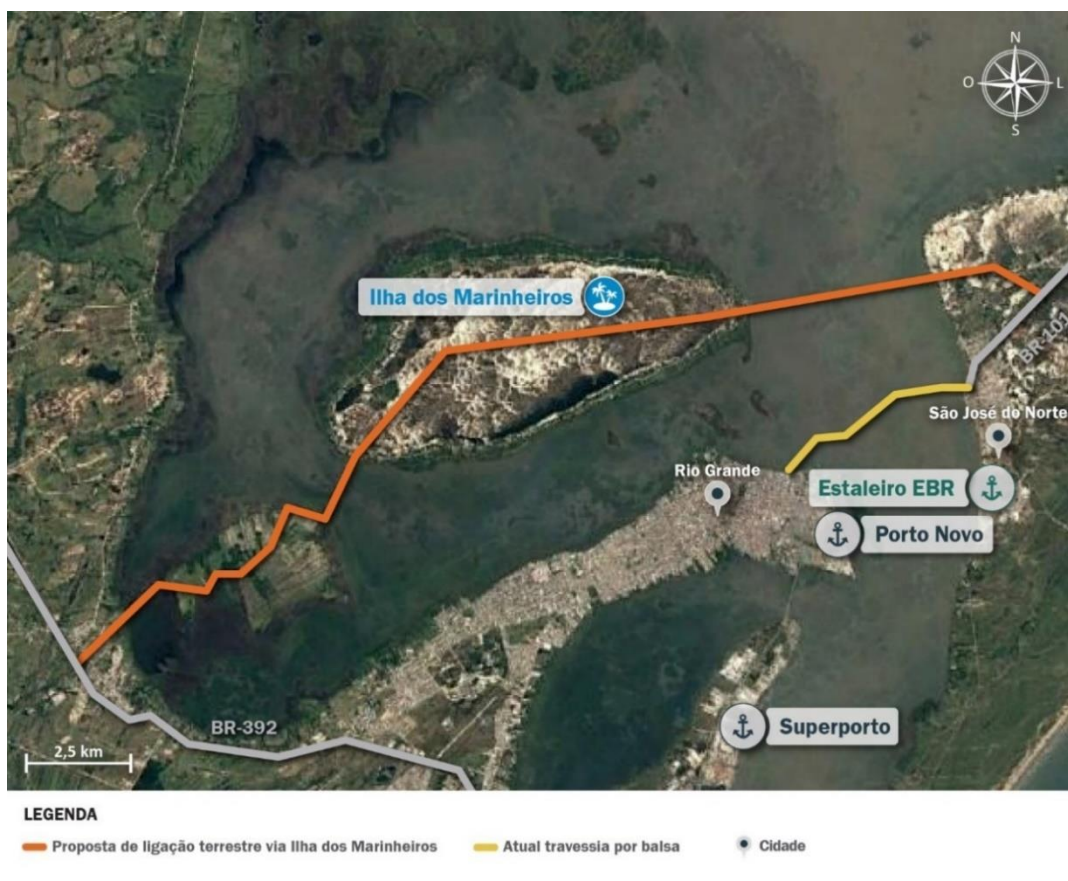 N
O
L
S
Ilha dos Marinheiros
BR-101
São José do Norte
Rio Grande
Estaleiro EBR
Porto Novo
BR-392
Superporto
2,5 km
LEGENDA
Proposta de ligação terrestre via Ilha dos Marinheiros
Atual travessia por balsa
Cidade